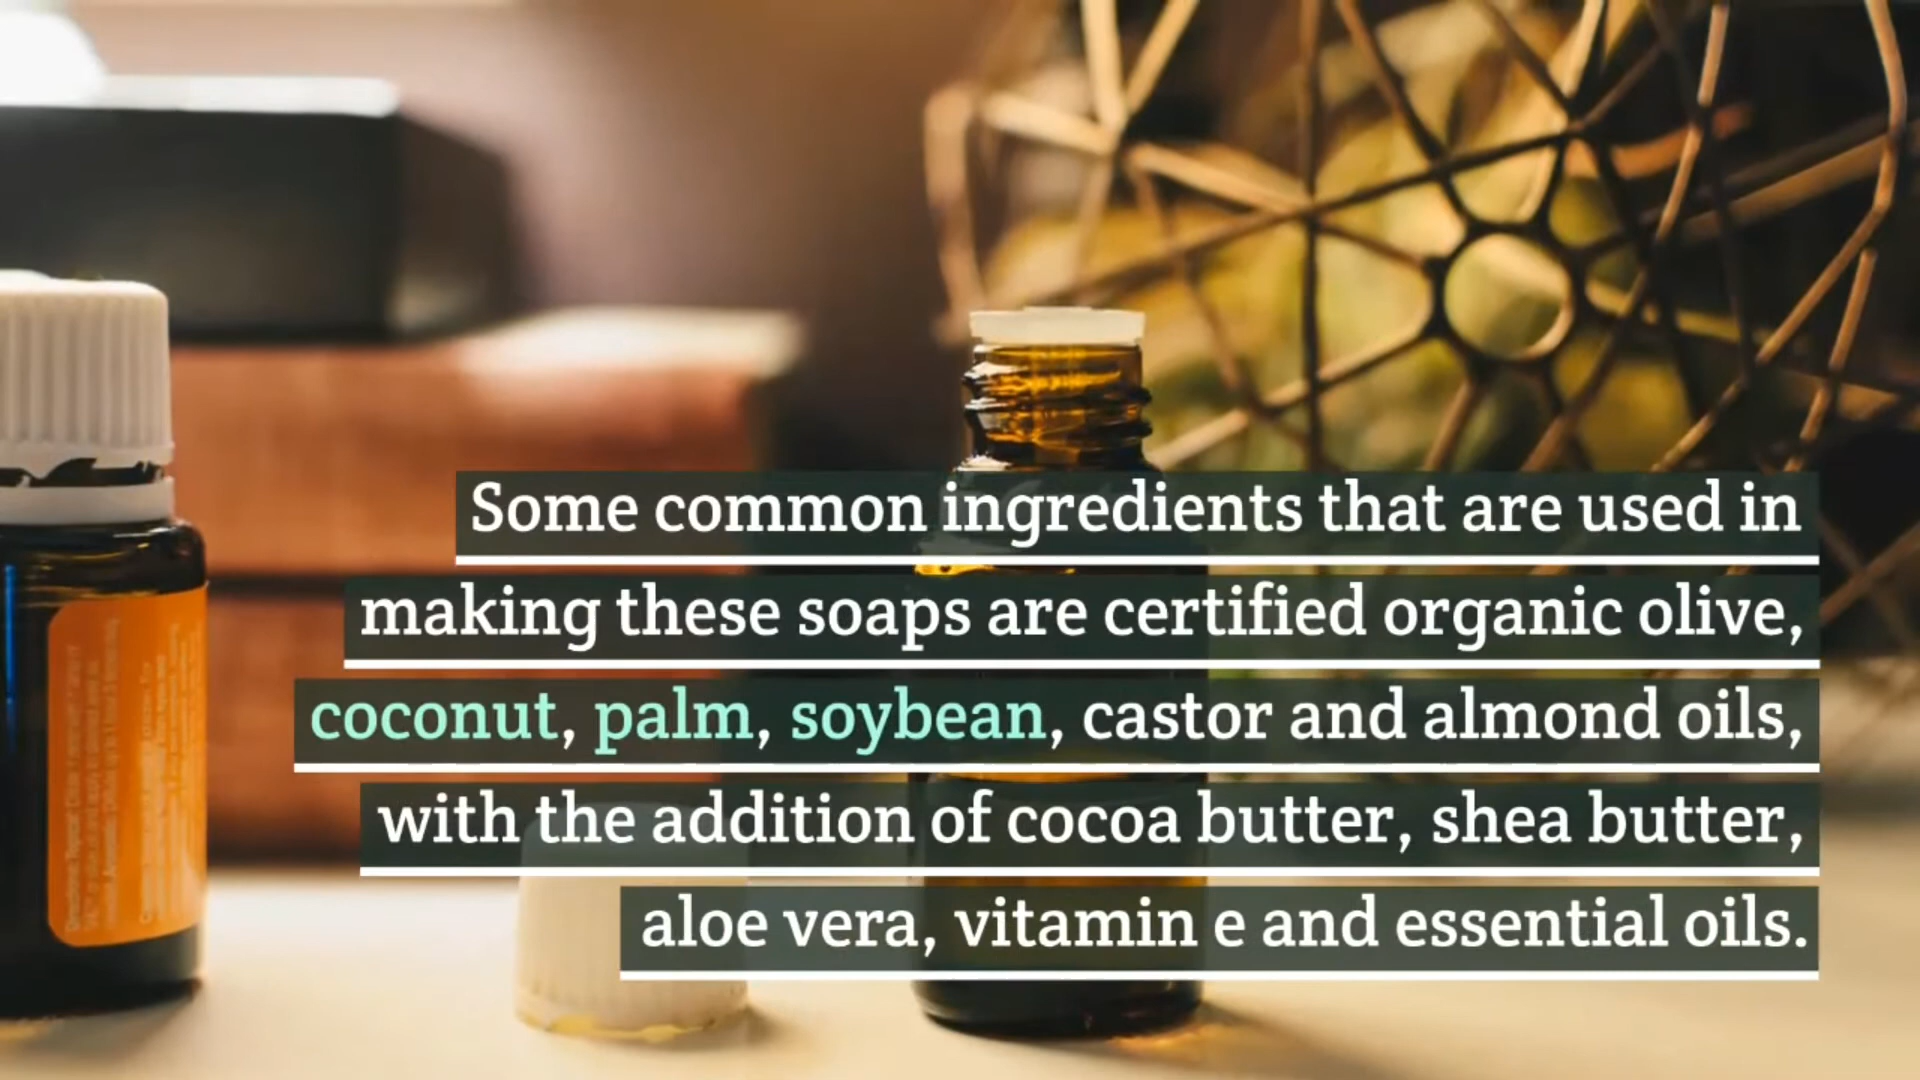 Some common ingredients that are used in
making these soaps are certified organic olive,
coconut, palm, soybean, castor and almond oils,
with the addition of cocoa butter, shea butter,
aloe vera, vitamin e and essential oils.